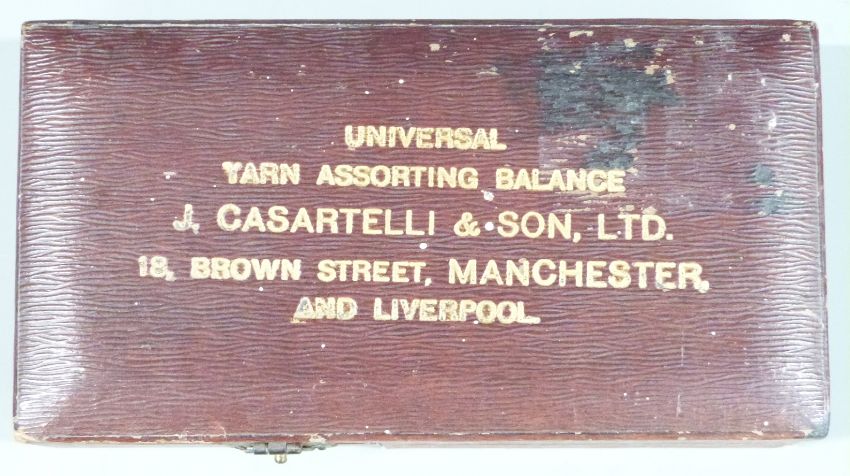 UNIVERSAL
YARN ASSORTING BALANCE
J. CASARTELLI & SON, LTD.
18, BROWN STREET, MANCHESTER,
AND LIVERPOOL.